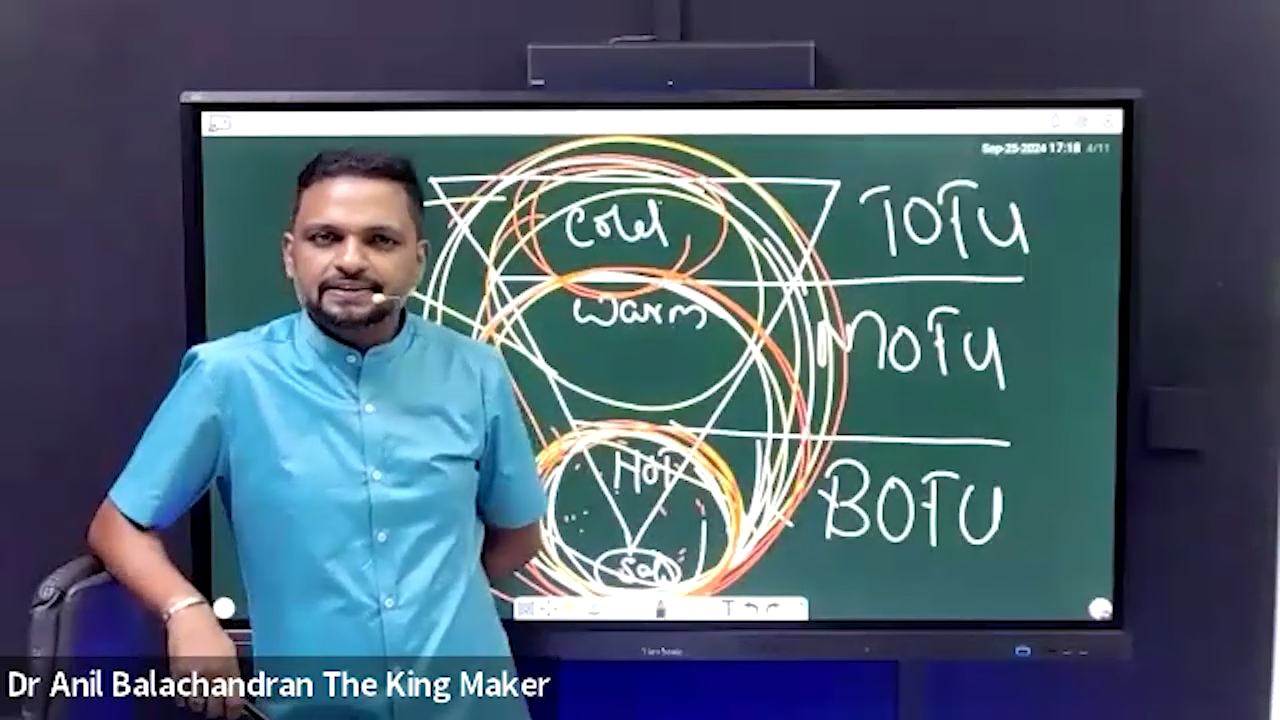 Sep-25-2024 17:18 4/11
Cold
TOFU
warm
MOFU
HOT
BOFU
T
ViewSonic
Dr Anil Balachandran The King Maker